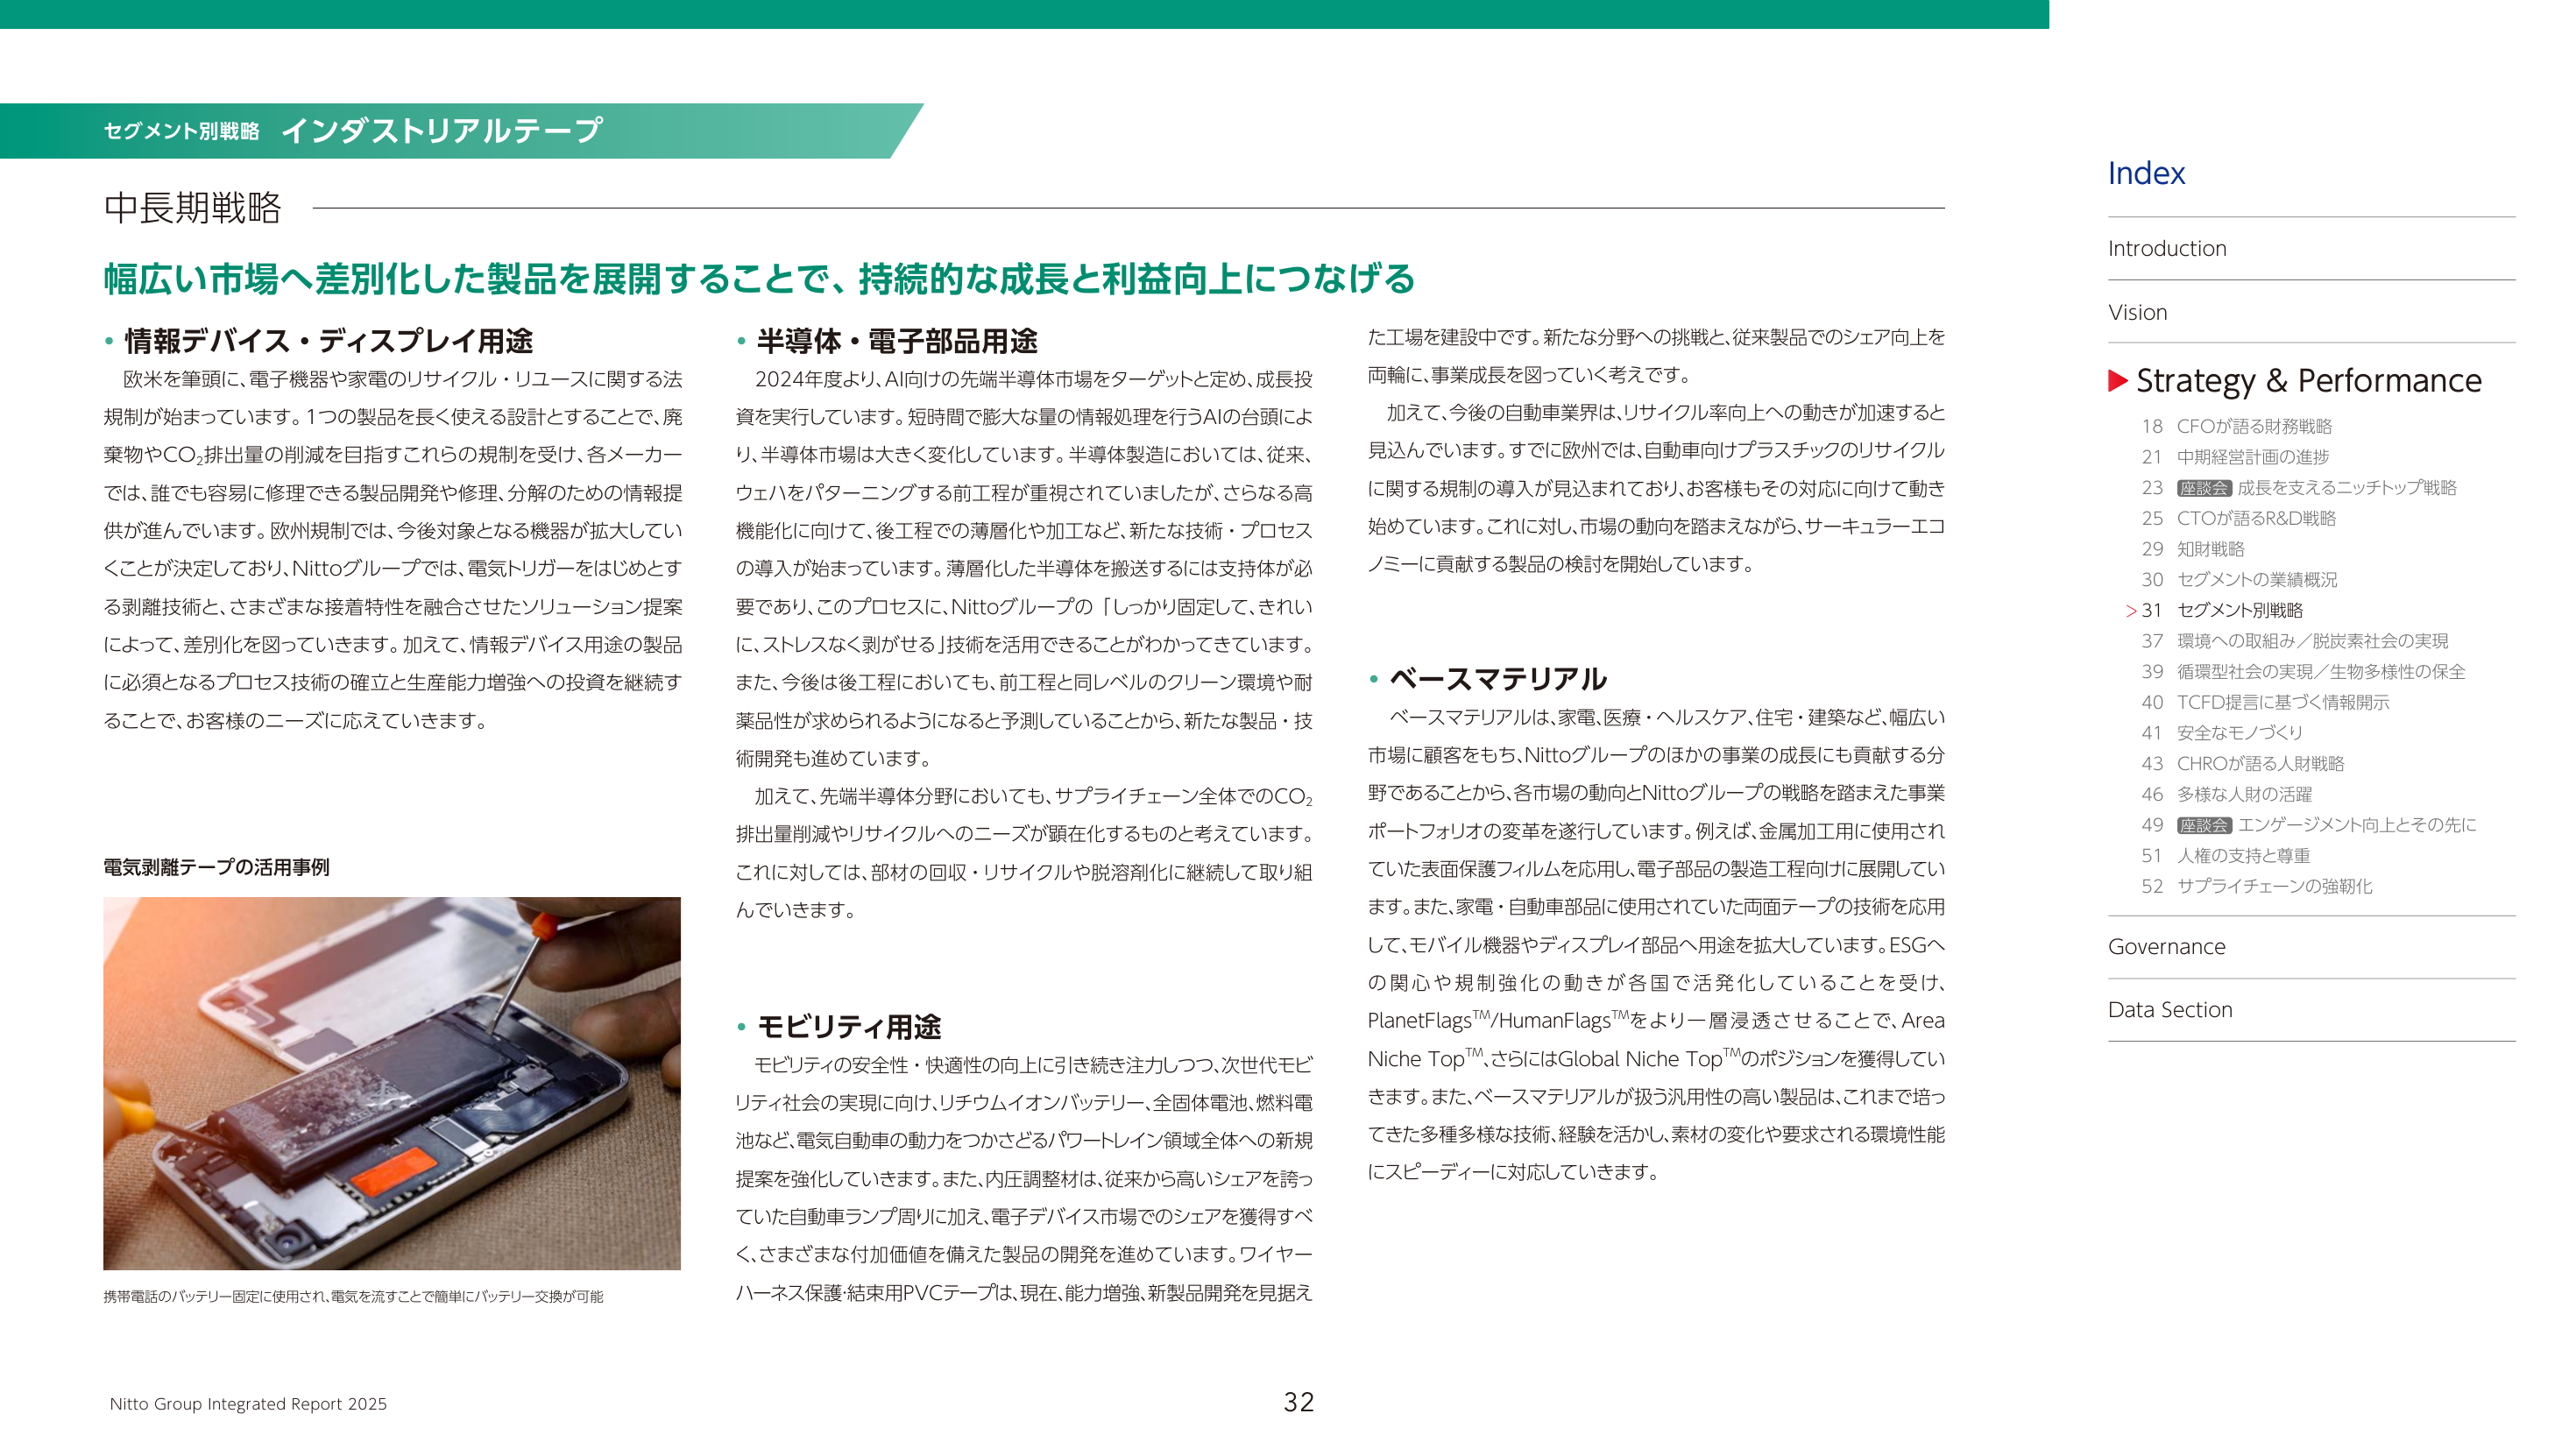 セグメント別戦略 インダストリアルテープ
中長期戦略
幅広い市場へ差別化した製品を展開することで、持続的な成長と利益向上につなげる
・情報デバイス・ディスプレイ用途
欧米を筆頭に、電子機器や家電のリサイクル・リユースに関する法
規制が始まっています。1つの製品を長く使える設計とすることで、廃
棄物やCO₂排出量の削減を目指すこれらの規制を受け、各メーカー
では、誰でも容易に修理できる製品開発や修理、分解のための情報提
供が進んでいます。欧州規制では、今後対象となる機器が拡大してい
くことが決定しており、Nittoグループでは、電気トリガーをはじめとす
る剥離技術と、さまざまな接着特性を融合させたソリューション提案
によって、差別化を図っていきます。加えて、情報デバイス用途の製品
に必須となるプロセス技術の確立と生産能力増強への投資を継続す
ることで、お客様のニーズに応えていきます。
電気剥離テープの活用事例
携帯電話のバッテリー固定に使用され、電気を流すことで簡単にバッテリー交換が可能
・半導体・電子部品用途
2024年度より、AI向けの先端半導体市場をターゲットと定め、成長投
資を実行しています。短時間で膨大な量の情報処理を行うAIの台頭によ
り、半導体市場は大きく変化しています。半導体製造においては、従来、
ウェハをパターニングする前工程が重視されていましたが、さらなる高
機能化に向けて、後工程での薄層化や加工など、新たな技術・プロセス
の導入が始まっています。薄層化した半導体を搬送するには支持体が必
要であり、このプロセスに、Nittoグループの「しっかり固定して、きれい
に、ストレスなく剥がせる」技術を活用できることがわかってきています。
また、今後は後工程においても、前工程と同レベルのクリーン環境や耐
薬品性が求められるようになると予測していることから、新たな製品・技
術開発も進めています。
加えて、先端半導体分野においても、サプライチェーン全体でのCO₂
排出量削減やリサイクルへのニーズが顕在化するものと考えています。
これに対しては、部材の回収・リサイクルや脱溶剤化に継続して取り組
んでいきます。
・モビリティ用途
モビリティの安全性・快適性の向上に引き続き注力しつつ、次世代モビ
リティ社会の実現に向け、リチウムイオンバッテリー、全固体電池、燃料電
池など、電気自動車の動力をつかさどるパワートレイン領域全体への新規
提案を強化していきます。また、内圧調整材は、従来から高いシェアを誇っ
ていた自動車ランプ周りに加え、電子デバイス市場でのシェアを獲得すべ
く、さまざまな付加価値を備えた製品の開発を進めています。ワイヤー
ハーネス保護・結束用PVCテープは、現在、能力増強、新製品開発を見据え
た工場を建設中です。新たな分野への挑戦と、従来製品でのシェア向上を
両輪に、事業成長を図っていく考えです。
加えて、今後の自動車業界は、リサイクル率向上への動きが加速すると
見込んでいます。すでに欧州では、自動車向けプラスチックのリサイクル
に関する規制の導入が見込まれており、お客様もその対応に向けて動き
始めています。これに対し、市場の動向を踏まえながら、サーキュラーエコ
ノミーに貢献する製品の検討を開始しています。
・ベースマテリアル
ベースマテリアルは、家電、医療・ヘルスケア、住宅・建築など、幅広い
市場に顧客をもち、Nittoグループのほかの事業の成長にも貢献する分
野であることから、各市場の動向とNittoグループの戦略を踏まえた事業
ポートフォリオの変革を遂行しています。例えば、金属加工用に使用され
ていた表面保護フィルムを応用し、電子部品の製造工程向けに展開してい
ます。また、家電・自動車部品に使用されていた両面テープの技術を応用
して、モバイル機器やディスプレイ部品へ用途を拡大しています。ESGへ
の関心や規制強化の動きが各国で活発化していることを受け、
PlanetFlags™/HumanFlags™をより一層浸透させることで、Area
Niche Top™、さらにはGlobal Niche Top™のポジションを獲得してい
きます。また、ベースマテリアルが扱う汎用性の高い製品は、これまで培っ
てきた多種多様な技術、経験を活かし、素材の変化や要求される環境性能
にスピーディーに対応していきます。
Index
Introduction
Vision
Strategy & Performance
18 CFOが語る財務戦略
21 中期経営計画の進捗
23 座談会 成長を支えるニッチトップ戦略
25 CTOが語るR&D戦略
29 知財戦略
30 セグメントの業績概況
> 31 セグメント別戦略
37 環境への取組み／脱炭素社会の実現
39 循環型社会の実現／生物多様性の保全
40 TCFD提言に基づく情報開示
41 安全なモノづくり
43 CHROが語る人財戦略
46 多様な人財の活躍
49 座談会 エンゲージメント向上とその先に
51 人権の支持と尊重
52 サプライチェーンの強靭化
Governance
Data Section
Nitto Group Integrated Report 2025
32